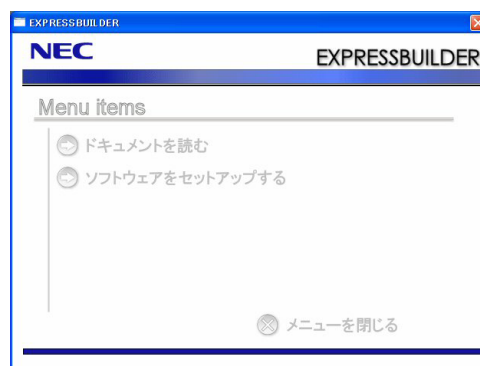 EXPRESSBUILDER
NEC
EXPRESSBUILDER
Menu items
ドキュメントを読む
ソフトウェアをセットアップする
メニューを閉じる